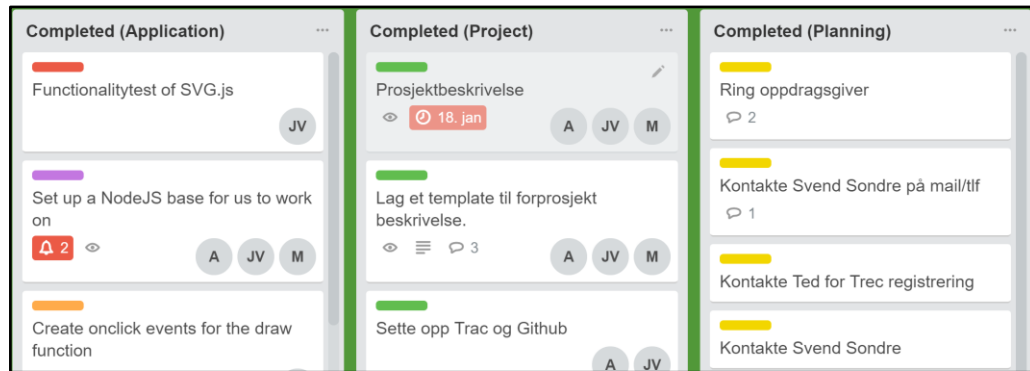 Completed (Application)
Functionalitytest of SVG.js
JV
Set up a NodeJS base for us to work
on
2
A JV M
Create onclick events for the draw
function
Completed (Project)
Prosjektbeskrivelse
18. jan
A JV M
Lag et template til forprosjekt
beskrivelse.
3
A JV M
Sette opp Trac og Github
A JV
Completed (Planning)
Ring oppdragsgiver
2
Kontakte Svend Sondre på mail/tlf
1
Kontakte Ted for Trec registrering
Kontakte Svend Sondre